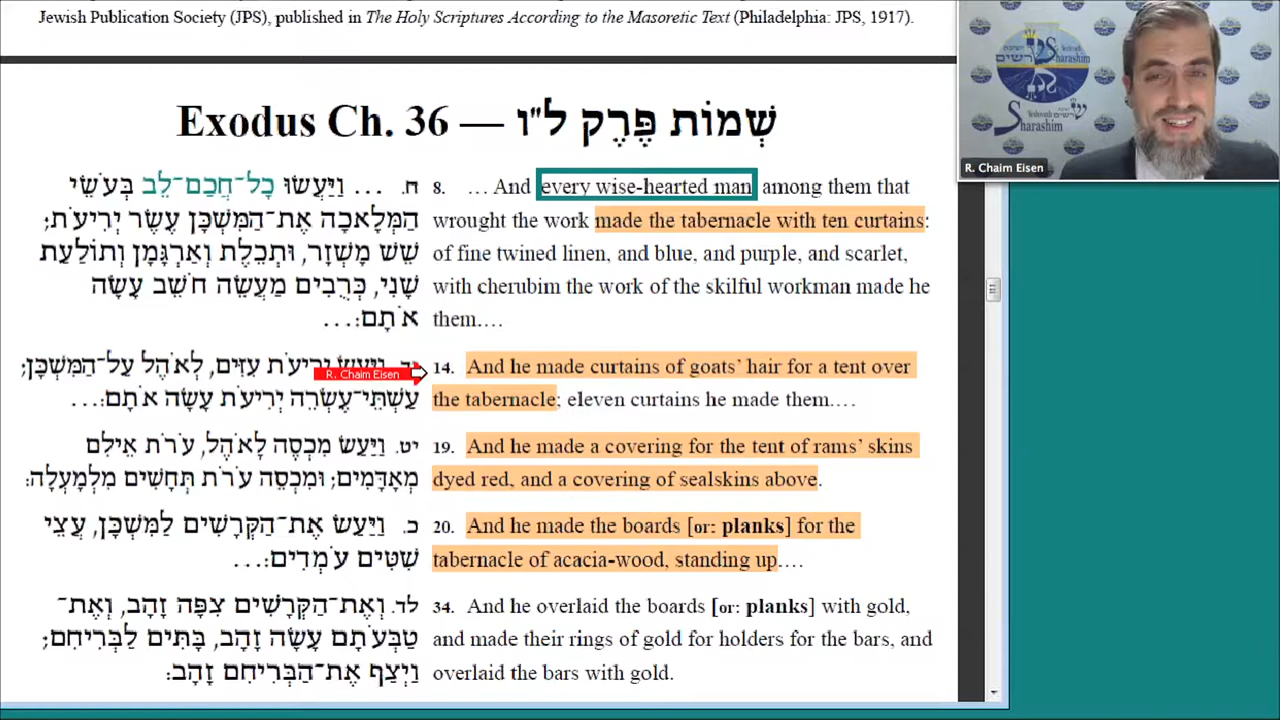 Jewish Publication Society (JPS), published in The Holy Scriptures According to the Masoretic Text (Philadelphia: JPS, 1917).
Exodus Ch. 36 — שְׁמוֹת פֶּרֶק ל״ו
ח. ... וַיַּעֲשׂוּ כָל־חֲכַם־לֵב בְּעֹשֵׂי
הַמְּלָאכָה אֶת־הַמִּשְׁכָּן עֶשֶׂר יְרִיעֹת:
שֵׁשׁ מָשְׁזָר, וּתְכֵלֶת וְאַרְגָּמָן וְתוֹלַעַת
שָׁנִי, כְּרֻבִים מַעֲשֵׂה חֹשֵׁב עָשָׂה
אֹתָם:...
8. ... And every wise-hearted man among them that
wrought the work made the tabernacle with ten curtains:
of fine twined linen, and blue, and purple, and scarlet,
with cherubim the work of the skilful workman made he
them....
יְרִיעֹת עִזִּים, לְאֹהֶל עַל־הַמִּשְׁכָּן;
עַשְׁתֵּי־עֶשְׂרֵה יְרִיעֹת עָשָׂה אֹתָם:...
R. Chaim Eisen
14. And he made curtains of goats’ hair for a tent over
the tabernacle; eleven curtains he made them....
יט. וַיַּעַשׂ מִכְסֶה לָאֹהֶל, עֹרֹת אֵילִם
מְאָדָּמִים; וּמִכְסֵה עֹרֹת תְּחָשִׁים מִלְמָעְלָה:
19. And he made a covering for the tent of rams’ skins
dyed red, and a covering of sealskins above.
כ. וַיַּעַשׂ אֶת־הַקְּרָשִׁים לַמִּשְׁכָּן, עֲצֵי
שִׁטִּים עֹמְדִים:...
20. And he made the boards [or: planks] for the
tabernacle of acacia-wood, standing up....
לד. וְאֶת־הַקְּרָשִׁים צִפָּה זָהָב, וְאֶת־
טַבְּעֹתָם עָשָׂה זָהָב, בָּתִּים לַבְּרִיחִם;
וַיְצַף אֶת־הַבְּרִיחִם זָהָב:
34. And he overlaid the boards [or: planks] with gold,
and made their rings of gold for holders for the bars, and
overlaid the bars with gold.
Yeshivath
Sharashim
R. Chaim Eisen